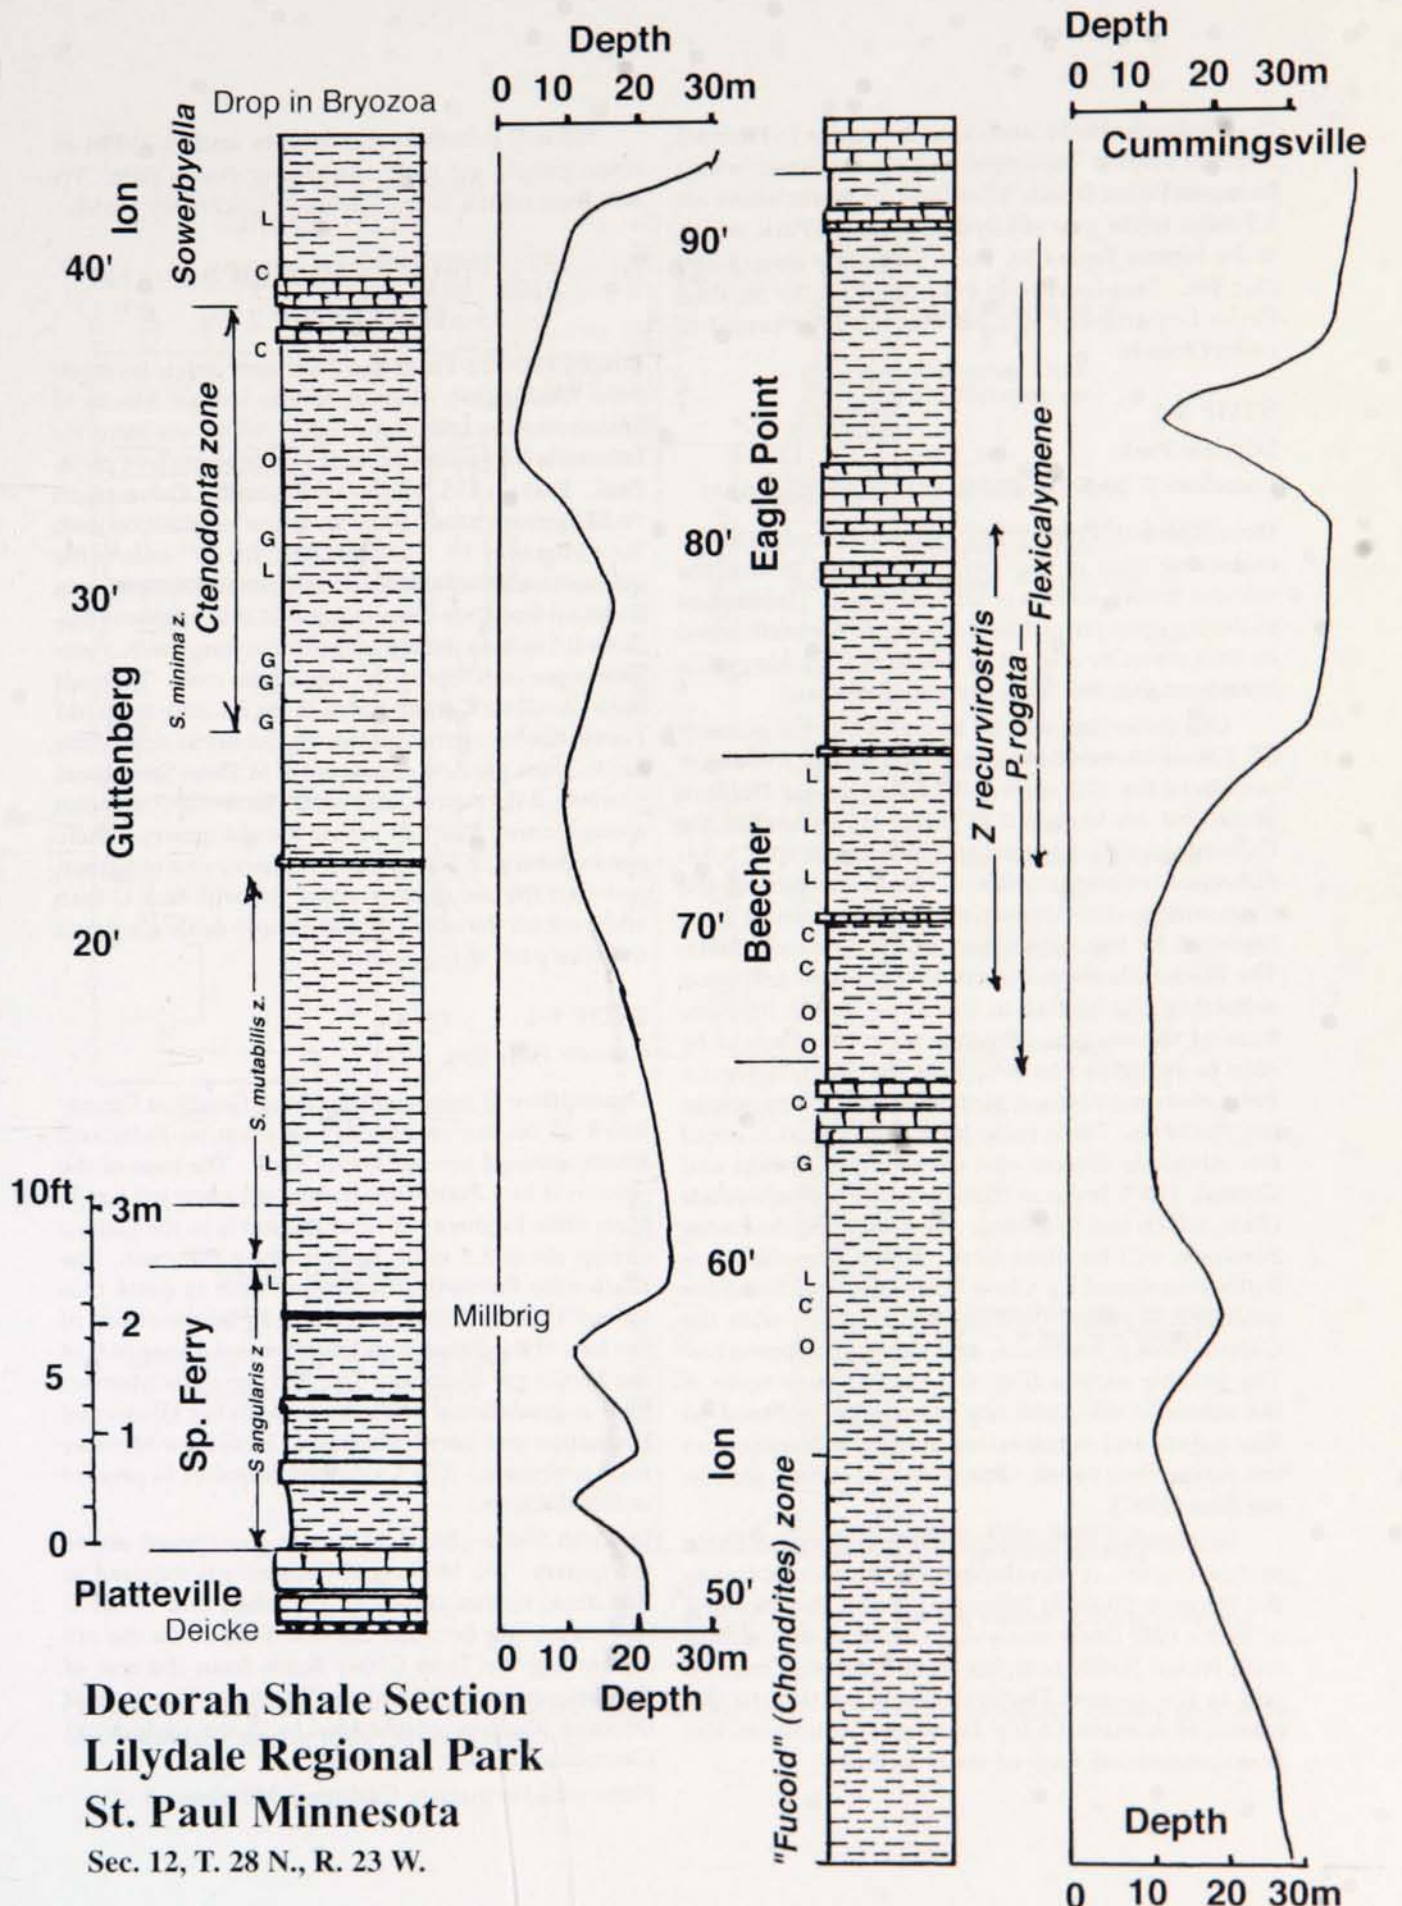 Depth
0 10 20 30m
Drop in Bryozoa
Ion
Sowerbyella
40'
L
C
C
Ctenodonta zone
O
G
L
30'
s. minima z.
G
G
G
Guttenberg
20'
S. mutabilis z.
L
10ft
3m
L
Millbrig
2
Sp. Ferry
S angularis z
5
1
0
Platteville
Deicke
0 10 20 30m
Depth
Decorah Shale Section
Lilydale Regional Park
St. Paul Minnesota
Sec. 12, T. 28 N., R. 23 W.
Depth
0 10 20 30m
Cummingsville
90'
Eagle Point
80'
Flexicalymene
Z recurvirostris
P. rogata
L
L
L
Beecher
70'
C
C
O
O
C
G
60'
L
C
O
Ion
"Fuccoid" (Chondrites) zone
50'
Depth
0 10 20 30m